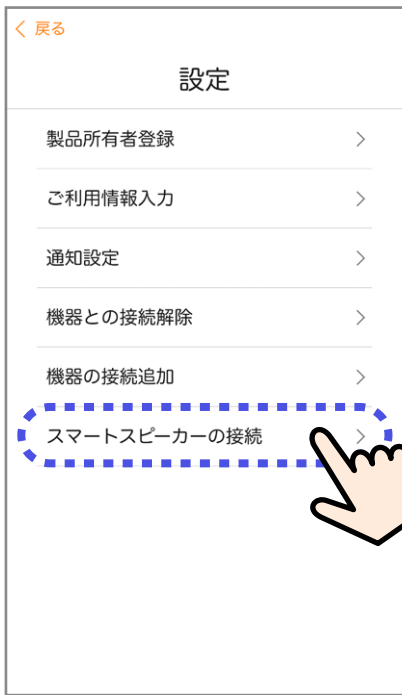 戻る
設定
製品所有者登録
ご利用情報入力
通知設定
機器との接続解除
機器の接続追加
スマートスピーカーの接続